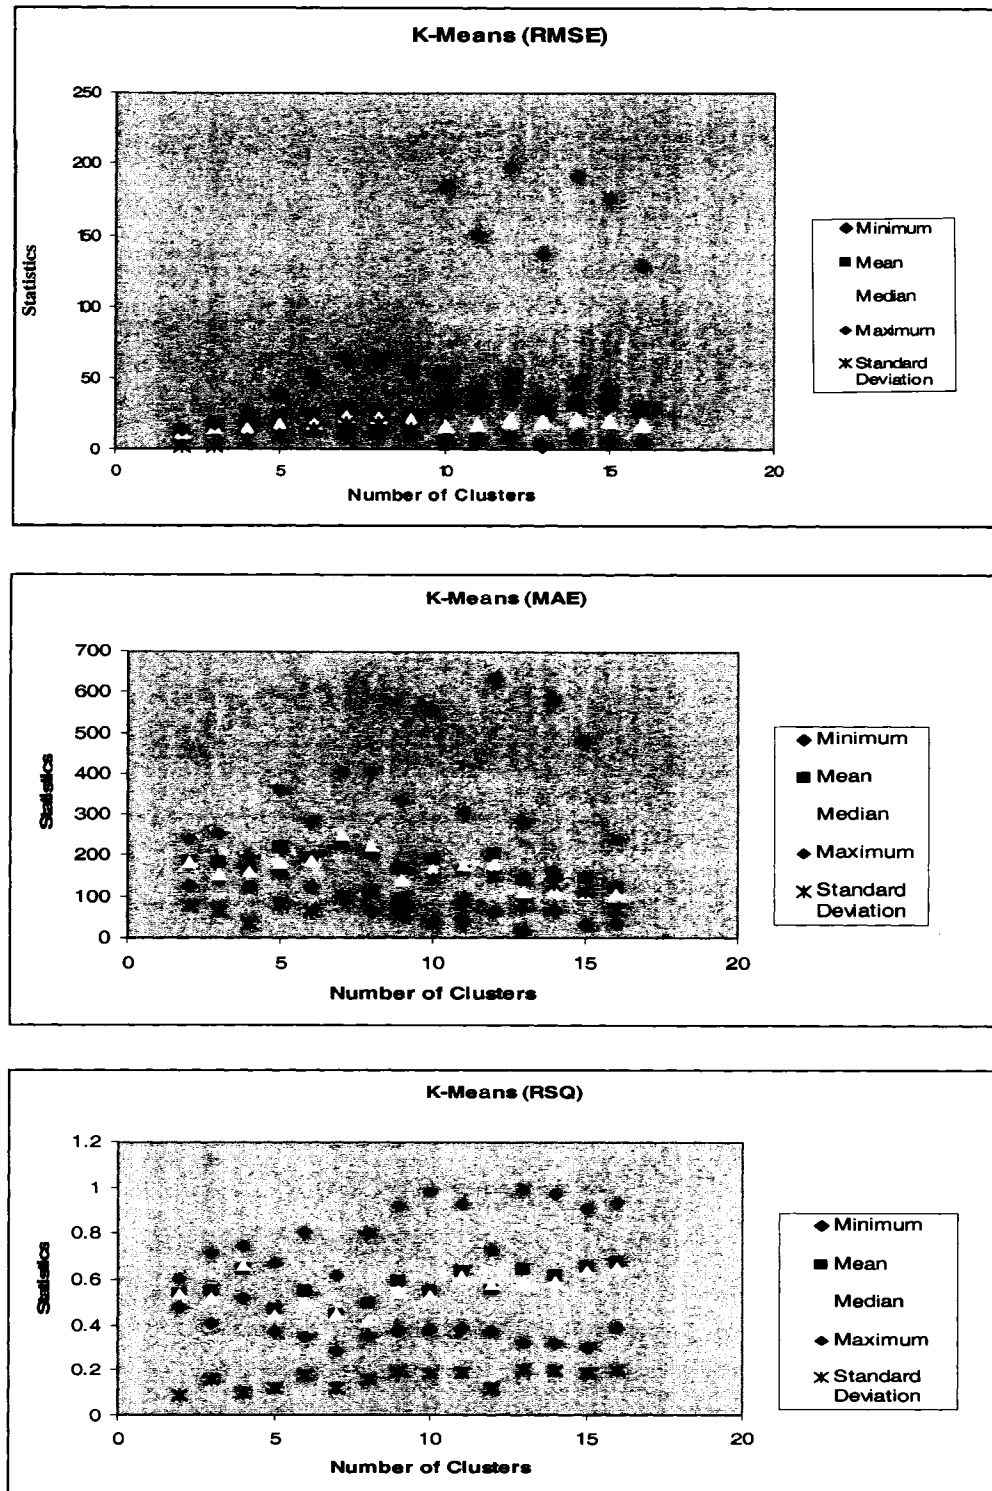 K-Means (RMSE)
250
200
150
100
50
0
Statistics
0 5 10 15 20
Number of Clusters
Minimum
Mean
Median
Maximum
Standard
Deviation
K-Means (MAE)
700
600
500
400
300
200
100
0
Statistics
0 5 10 15 20
Number of Clusters
Minimum
Mean
Median
Maximum
Standard
Deviation
K-Means (RSQ)
1.2
1
0.8
0.6
0.4
0.2
0
Statistics
0 5 10 15 20
Number of Clusters
Minimum
Mean
Median
Maximum
Standard
Deviation